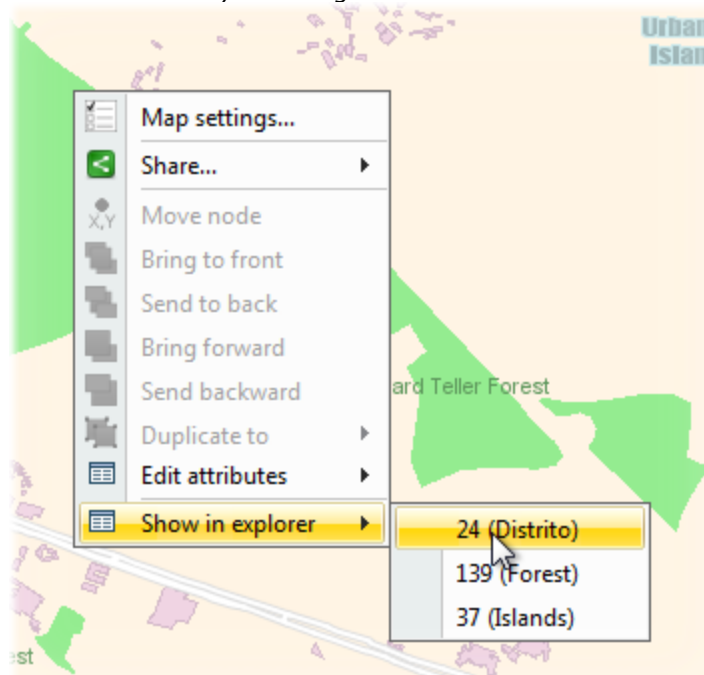 Urban
Islan
Map settings...
Share...
X,Y
Move node
Bring to front
Send to back
Bring forward
Send backward
ard Teller Forest
Duplicate to
Edit attributes
Show in explorer
24 (Distrito)
139 (Forest)
37 (Islands)
est